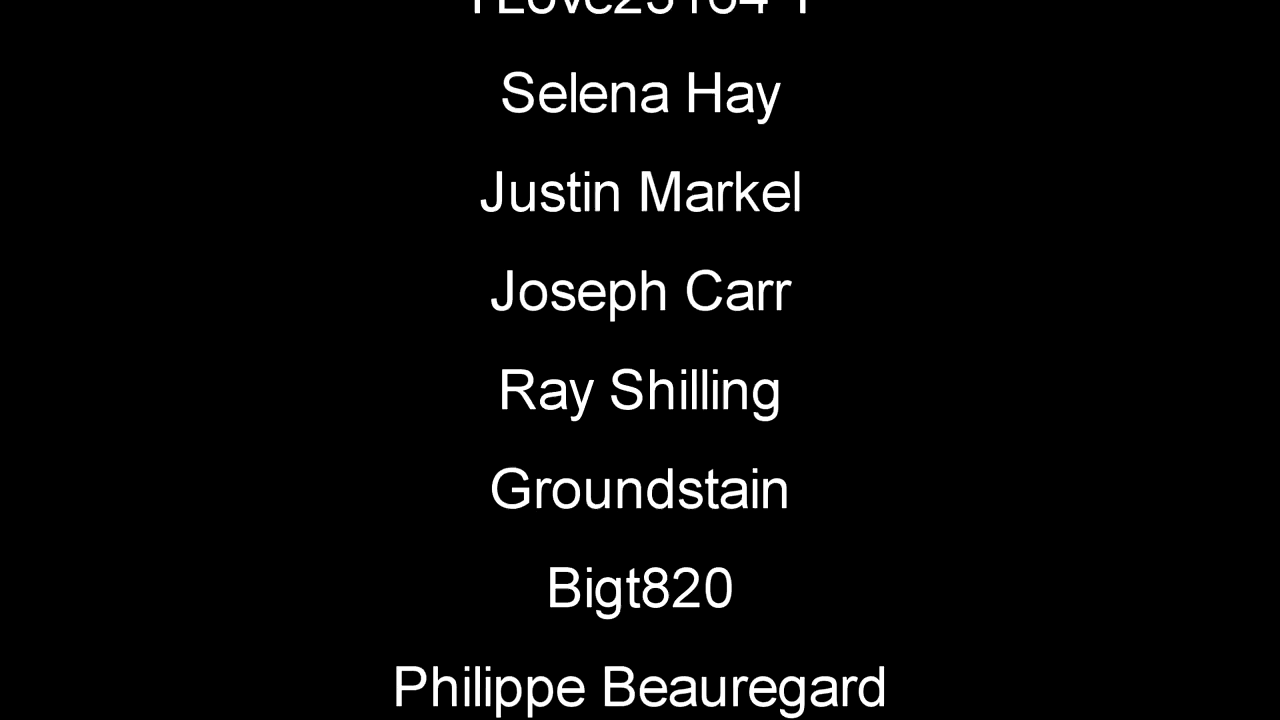 Selena Hay
Justin Markel
Joseph Carr
Ray Shilling
Groundstain
Bigt820
Philippe Beauregard